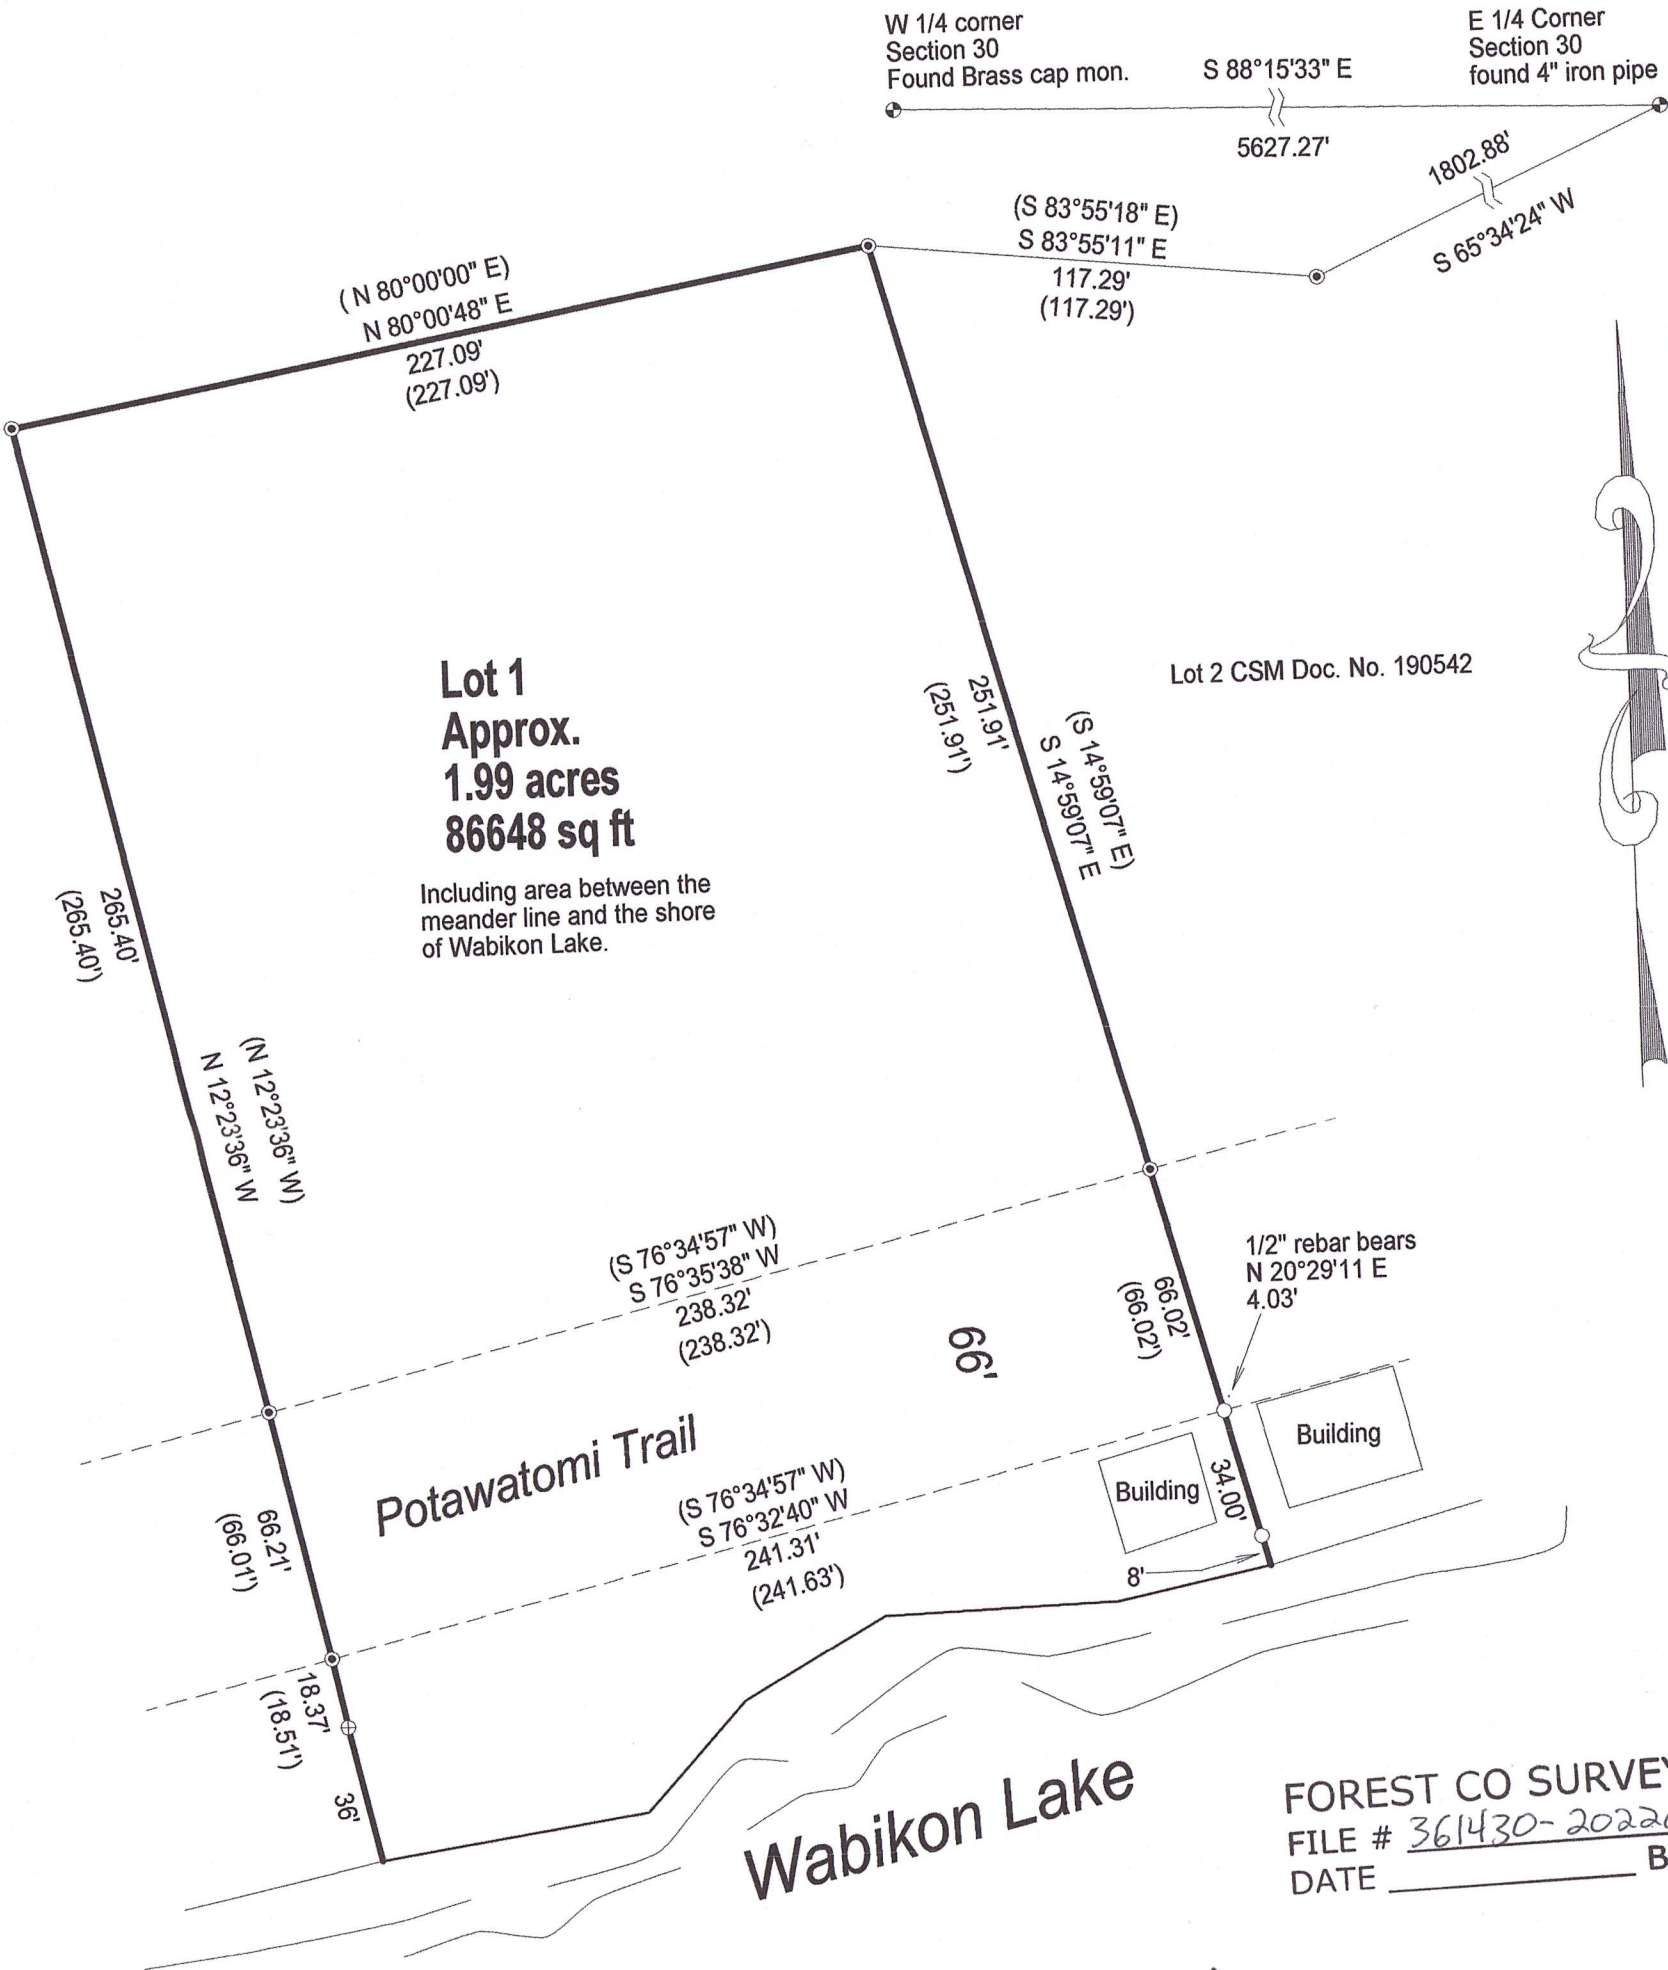 W 1/4 corner
Section 30
Found Brass cap mon.
S 88°15'33" E
5627.27'
E 1/4 Corner
Section 30
found 4" iron pipe
1802.88'
S 65°34'24" W
(S 83°55'18" E)
S 83°55'11" E
117.29'
(117.29')
( N 80°00'00" E)
N 80°00'48" E
227.09'
(227.09')
Lot 1
Approx.
1.99 acres
86648 sq ft
Including area between the
meander line and the shore
of Wabikon Lake.
251.91'
(251.91')
(S 14°59'07" E)
S 14°59'07" E
Lot 2 CSM Doc. No. 190542
265.40'
(265.40')
(N 12°23'36" W)
N 12°23'36" W
(S 76°34'57" W)
S 76°35'38" W
238.32'
(238.32')
66'
66.02'
(66.02')
1/2" rebar bears
N 20°29'11 E
4.03'
Potawatomi Trail
(S 76°34'57" W)
S 76°32'40" W
241.31'
(241.63')
Building
34.00'
Building
8'
66.21'
(66.01')
18.37'
(18.51')
36'
Wabikon Lake
FOREST CO SURVEY
FILE # 361430-2022
DATE
B